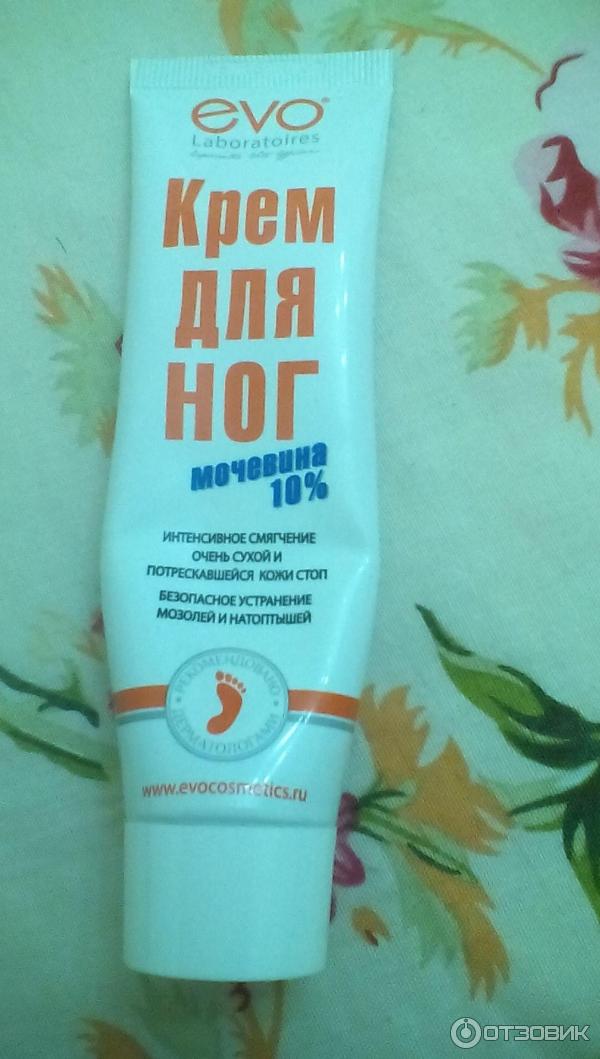 evo®
Laboratoires
Крем
для
ног
мочевина
10%
ИНТЕНСИВНОЕ СМЯГЧЕНИЕ
ОЧЕНЬ СУХОЙ И
ПОТРЕСКАВШЕЙСЯ КОЖИ СТОП
БЕЗОПАСНОЕ УСТРАНЕНИЕ
МОЗОЛЕЙ И НАТОПТЫШЕЙ
РЕКОМЕНДОВАНО
ДЕРМАТОЛОГАМИ
www.evocosmetics.ru
ОТЗОВИК